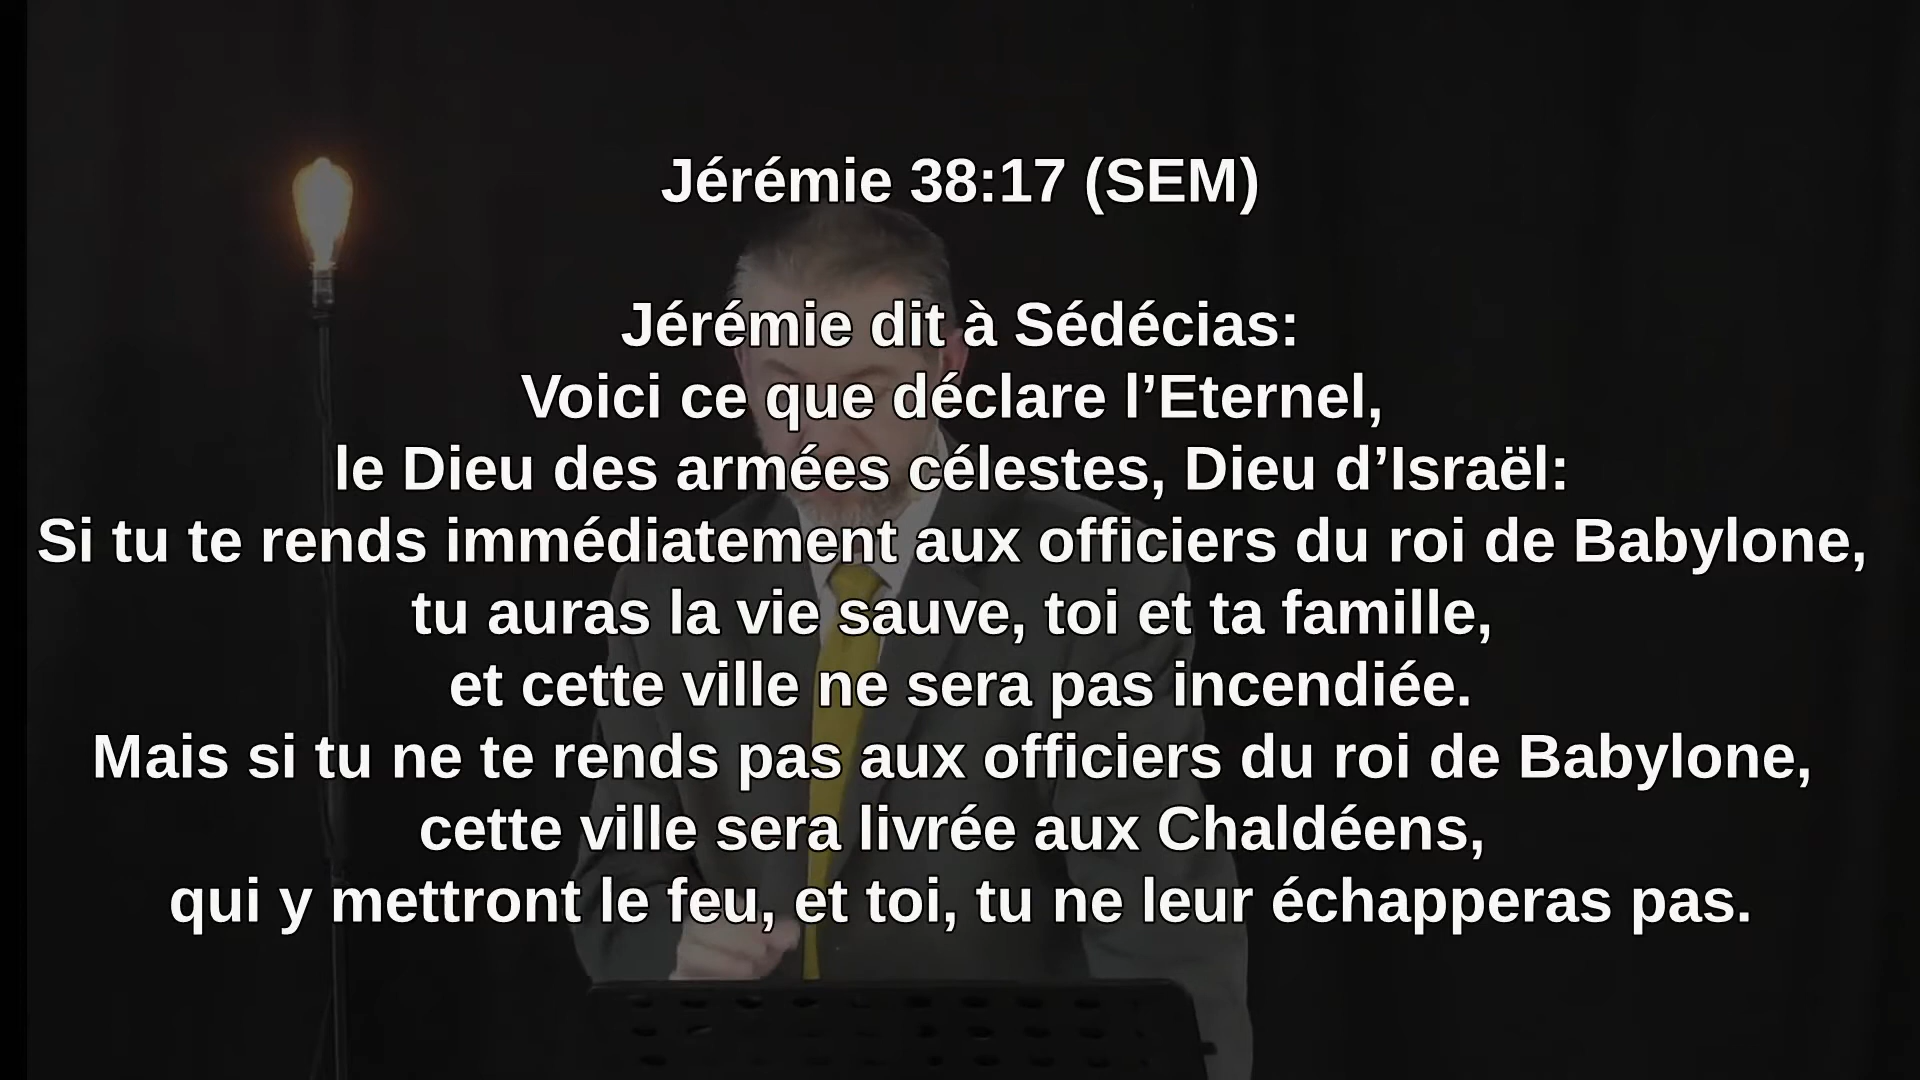 Jérémie 38:17 (SEM)
Jérémie dit à Sédécias:
Voici ce que déclare l’Eternel,
le Dieu des armées célestes, Dieu d’Israël:
Si tu te rends immédiatement aux officiers du roi de Babylone,
tu auras la vie sauve, toi et ta famille,
et cette ville ne sera pas incendiée.
Mais si tu ne te rends pas aux officiers du roi de Babylone,
cette ville sera livrée aux Chaldéens,
qui y mettront le feu, et toi, tu ne leur échapperas pas.